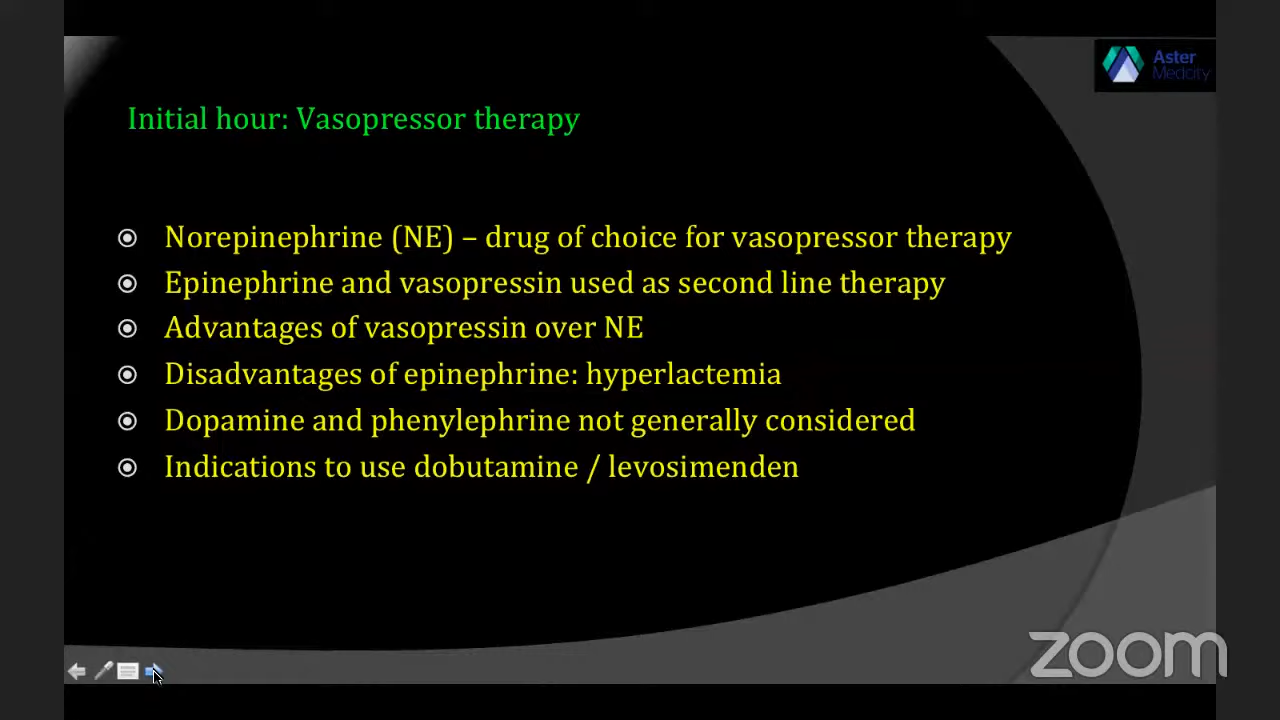 Aster
Medcity
Initial hour: Vasopressor therapy
Norepinephrine (NE) – drug of choice for vasopressor therapy
Epinephrine and vasopressin used as second line therapy
Advantages of vasopressin over NE
Disadvantages of epinephrine: hyperlactemia
Dopamine and phenylephrine not generally considered
Indications to use dobutamine / levosimenden
zoom